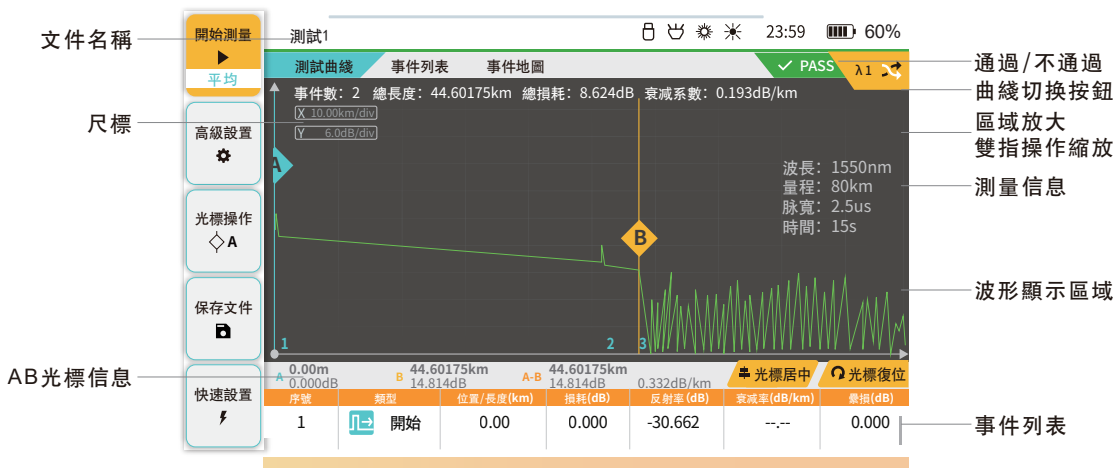 文件名稱
尺標
AB光標信息
開始測量
平均
高級設置
光標操作
A
保存文件
快速設置
測試1
23:59
60%
測試曲綫
事件列表
事件地圖
PASS
λ1
事件數: 2 總長度: 44.60175km 總損耗: 8.624dB 衰減系數: 0.193dB/km
X 10.00km/div
Y 6.0dB/div
A
B
波長: 1550nm
量程: 80km
脉寬: 2.5us
時間: 15s
1 2 3
A 0.00m
0.000dB
B 44.60175km
14.814dB
A-B 44.60175km
14.814dB 0.332dB/km
光標居中
光標復位
序號 類型 位置/長度(km) 損耗(dB) 反射率(dB) 衰减率(dB/km) 纍損(dB)
1 開始 0.00 0.000 -30.662 --.-- 0.000
通過/不通過
曲綫切換按鈕
區域放大
雙指操作縮放
測量信息
波形顯示區域
事件列表